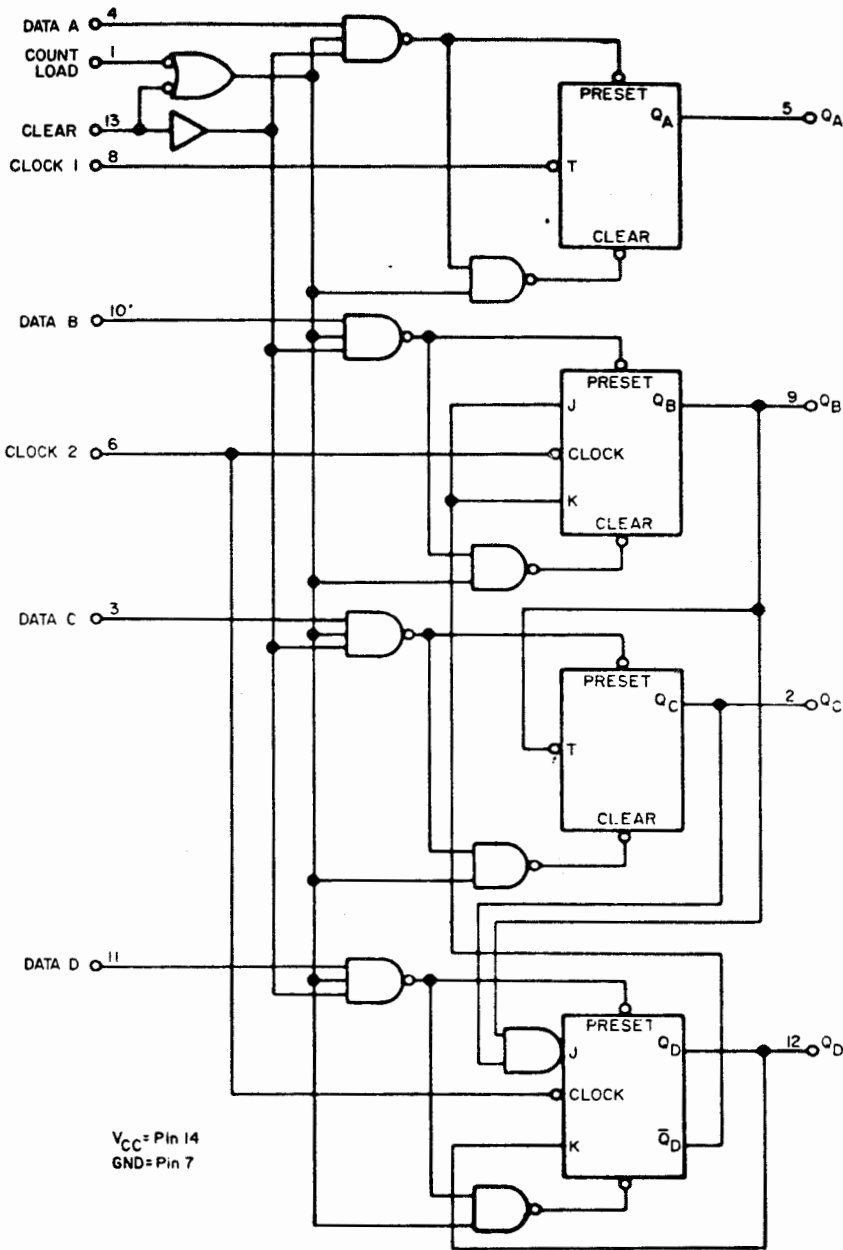 DATA A 4
COUNT LOAD 1
CLEAR 13
CLOCK 1 8
PRESET
QA 5 QA
T
CLEAR
DATA B 10
PRESET
J QB 9 QB
CLOCK 2 6
CLOCK
K
CLEAR
DATA C 3
PRESET
QC 2 QC
T
CLEAR
DATA D 11
PRESET
J QD 12 QD
CLOCK
K Q̄D
VCC = Pin 14
GND = Pin 7